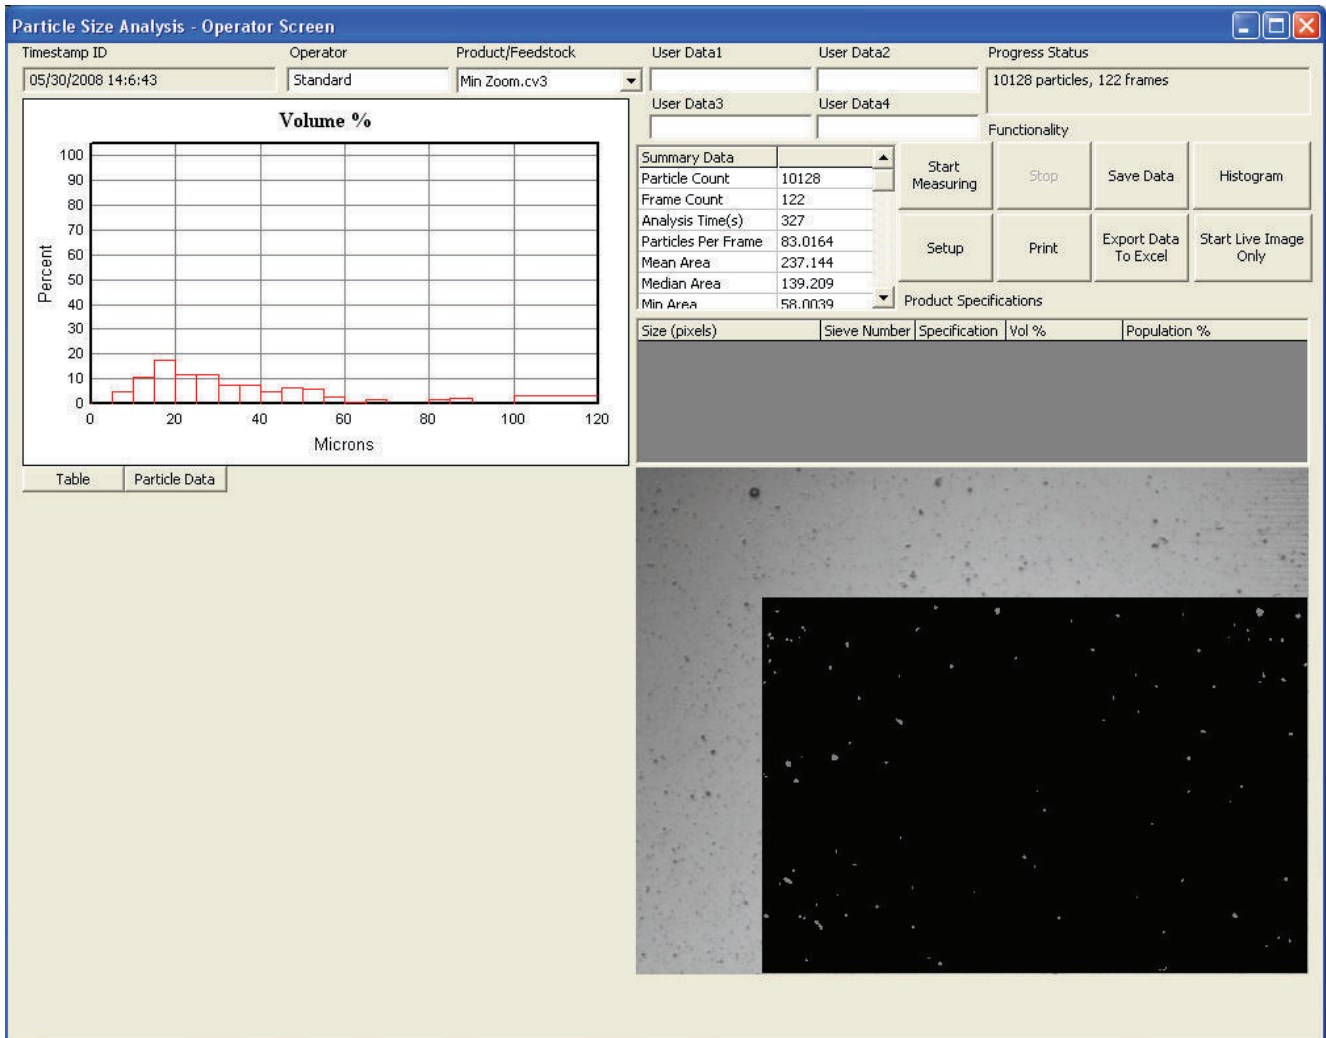 Particle Size Analysis - Operator Screen
Timestamp ID Operator Product/Feedstock User Data1 User Data2 Progress Status
05/30/2008 14:6:43 Standard Min Zoom.cv3 10128 particles, 122 frames
User Data3 User Data4
Functionality
Volume %
100
90
80
70
60
50
40
30
20
10
0
Percent
0 20 40 60 80 100 120
Microns
Summary Data
Particle Count 10128
Frame Count 122
Analysis Time(s) 327
Particles Per Frame 83.0164
Mean Area 237.144
Median Area 139.209
Min Area 58.0039
Start Measuring
Stop
Save Data
Histogram
Setup
Print
Export Data To Excel
Start Live Image Only
Product Specifications
Size (pixels) Sieve Number Specification Vol % Population %
Table Particle Data